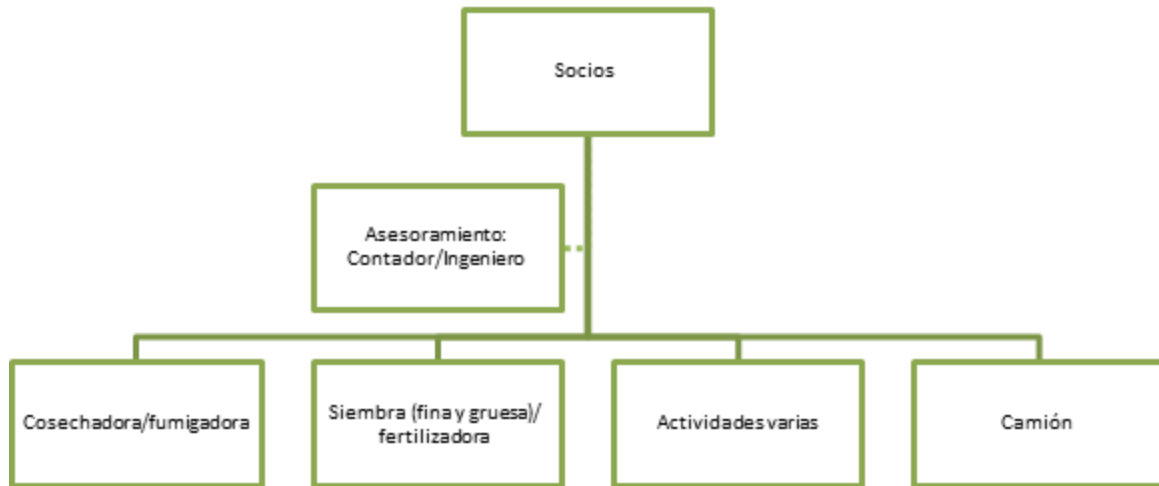 Socios
Asesoramiento:
Contador/Ingeniero
Cosechadora/fumigadora
Siembra (fina y gruesa)/
fertilizadora
Actividades varias
Camión